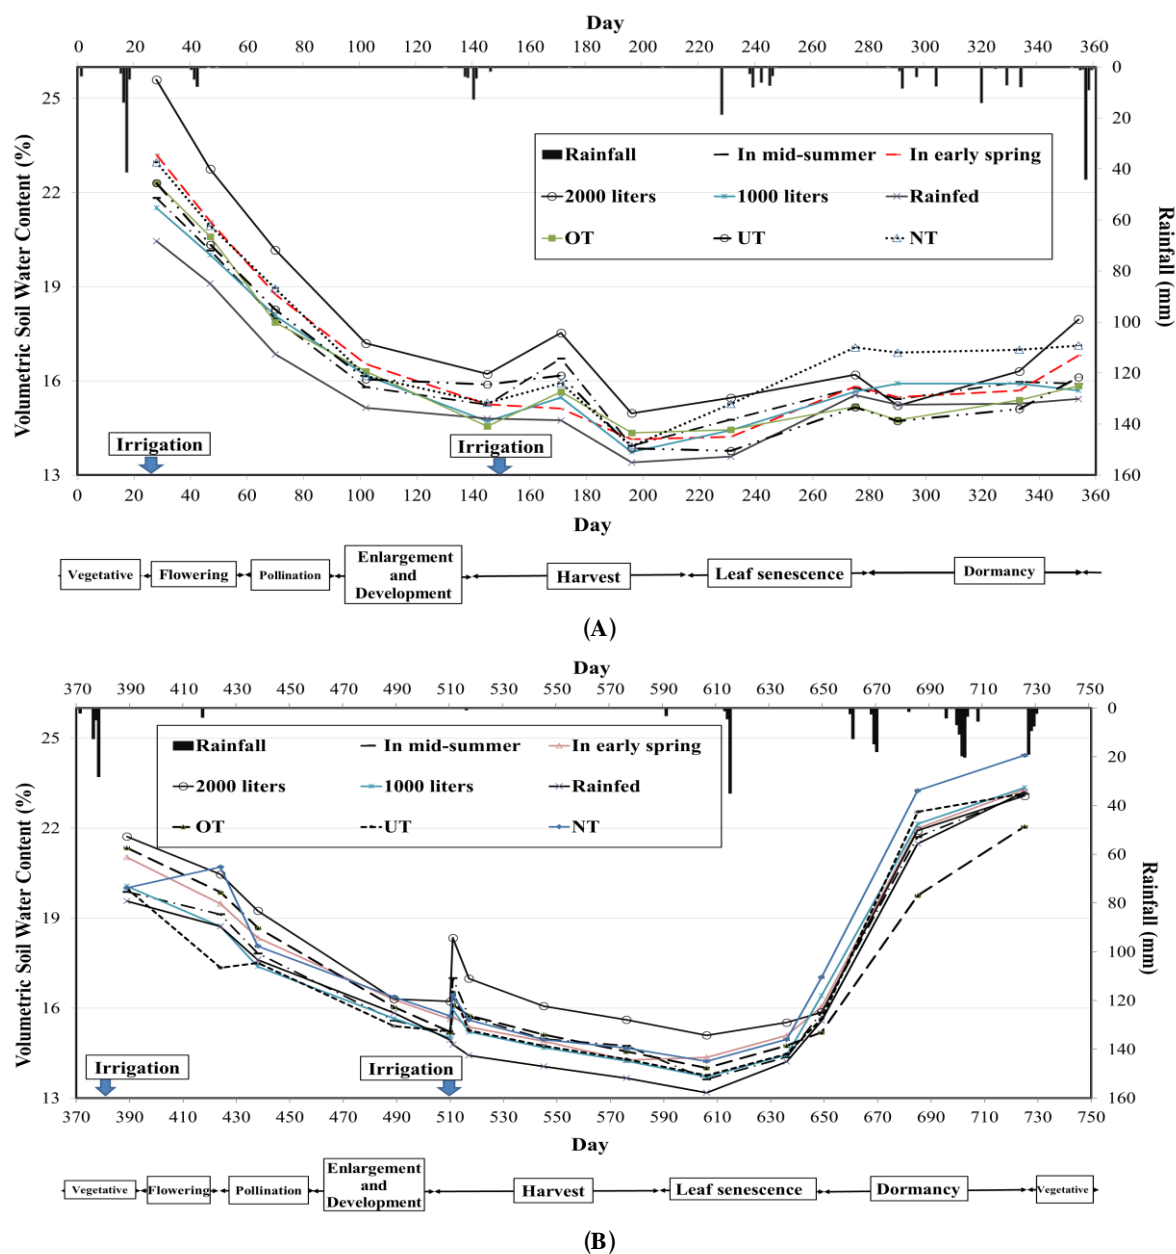 Day
0 20 40 60 80 100 120 140 160 180 200 220 240 260 280 300 320 340 360
25
22
19
16
13
Volumetric Soil Water Content (%)
0
20
40
60
80
100
120
140
160
Rainfall (mm)
Rainfall In mid-summer In early spring
2000 liters 1000 liters Rainfed
OT UT NT
Irrigation
Irrigation
0 20 40 60 80 100 120 140 160 180 200 220 240 260 280 300 320 340 360
Day
Vegetative Flowering Pollination Enlargement and Development Harvest Leaf senescence Dormancy
(A)
Day
370 390 410 430 450 470 490 510 530 550 570 590 610 630 650 670 690 710 730 750
25
22
19
16
13
Volumetric Soil Water Content (%)
0
20
40
60
80
100
120
140
160
Rainfall (mm)
Rainfall In mid-summer In early spring
2000 liters 1000 liters Rainfed
OT UT NT
Irrigation
Irrigation
370 390 410 430 450 470 490 510 530 550 570 590 610 630 650 670 690 710 730 750
Day
Vegetative Flowering Pollination Enlargement and Development Harvest Leaf senescence Dormancy Vegetative
(B)